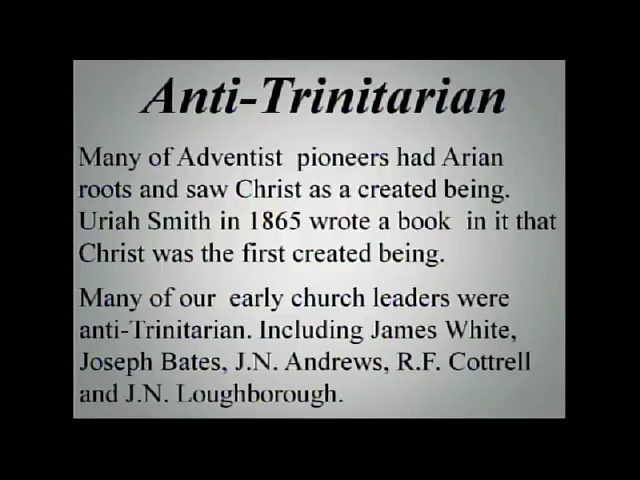 Anti-Trinitarian
Many of Adventist pioneers had Arian
roots and saw Christ as a created being.
Uriah Smith in 1865 wrote a book in it that
Christ was the first created being.
Many of our early church leaders were
anti-Trinitarian. Including James White,
Joseph Bates, J.N. Andrews, R.F. Cottrell
and J.N. Loughborough.